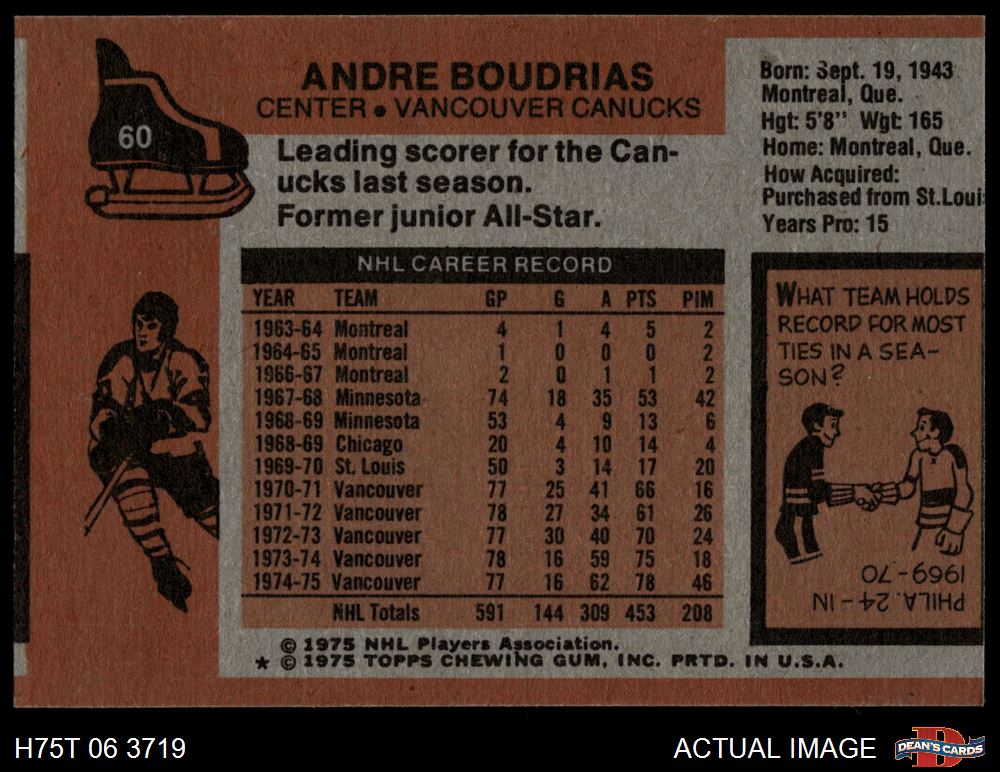 60
ANDRE BOUDRIAS
CENTER • VANCOUVER CANUCKS
Leading scorer for the Can-
ucks last season.
Former junior All-Star.
Born: Sept. 19, 1943
Montreal, Que.
Hgt: 5'8" Wgt: 165
Home: Montreal, Que.
How Acquired:
Purchased from St.Loui
Years Pro: 15
NHL CAREER RECORD
YEAR TEAM GP G A PTS PIM
1963-64 Montreal 4 1 4 5 2
1964-65 Montreal 1 0 0 0 2
1966-67 Montreal 2 0 1 1 2
1967-68 Minnesota 74 18 35 53 42
1968-69 Minnesota 53 4 9 13 6
1968-69 Chicago 20 4 10 14 4
1969-70 St. Louis 50 3 14 17 20
1970-71 Vancouver 77 25 41 66 16
1971-72 Vancouver 78 27 34 61 26
1972-73 Vancouver 77 30 40 70 24
1973-74 Vancouver 78 16 59 75 18
1974-75 Vancouver 77 16 62 78 46
NHL Totals 591 144 309 453 208
WHAT TEAM HOLDS
RECORD FOR MOST
TIES IN A SEA-
SON?
PHILA. 24-IN
1969-70
© 1975 NHL Players Association.
★ © 1975 TOPPS CHEWING GUM, INC. PRTD. IN U.S.A.
H75T 06 3719
ACTUAL IMAGE
DEAN'S CARDS